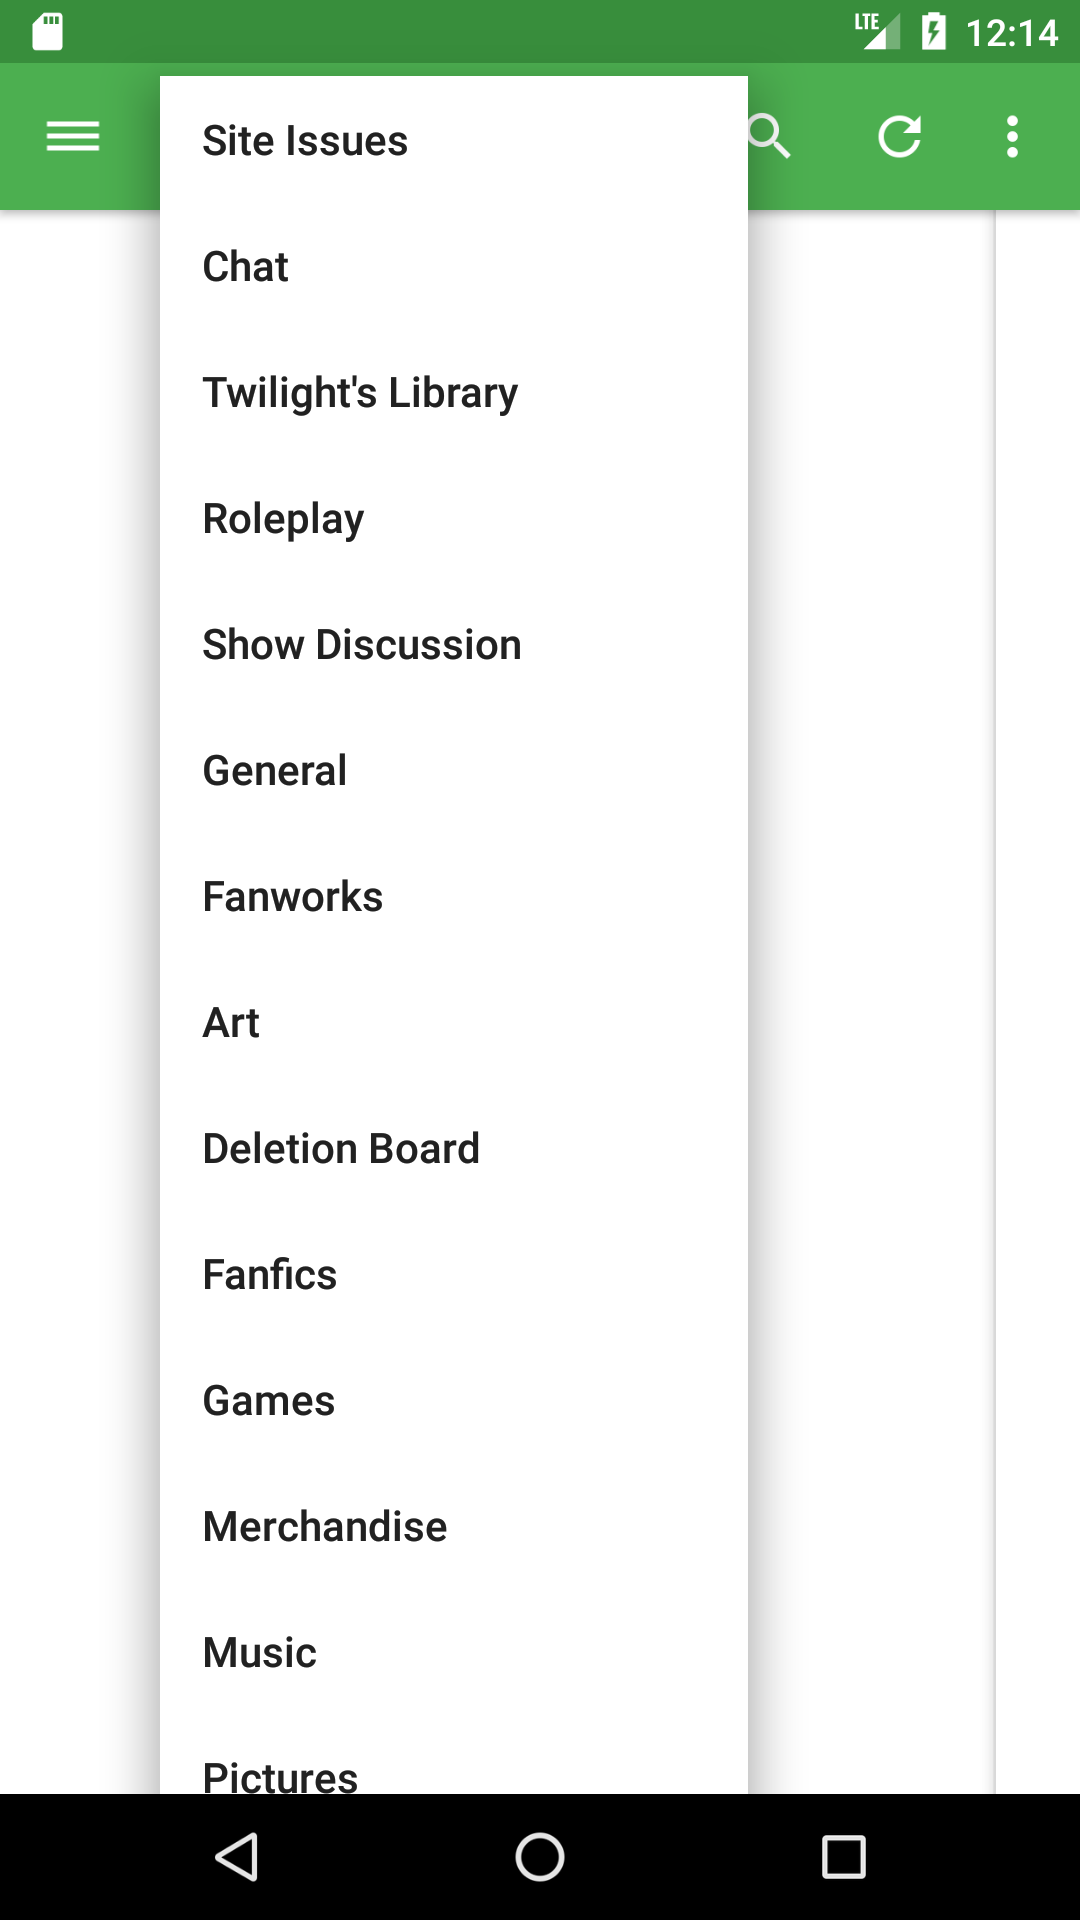 LTE 12:14
Site Issues
Chat
Twilight's Library
Roleplay
Show Discussion
General
Fanworks
Art
Deletion Board
Fanfics
Games
Merchandise
Music
Pictures